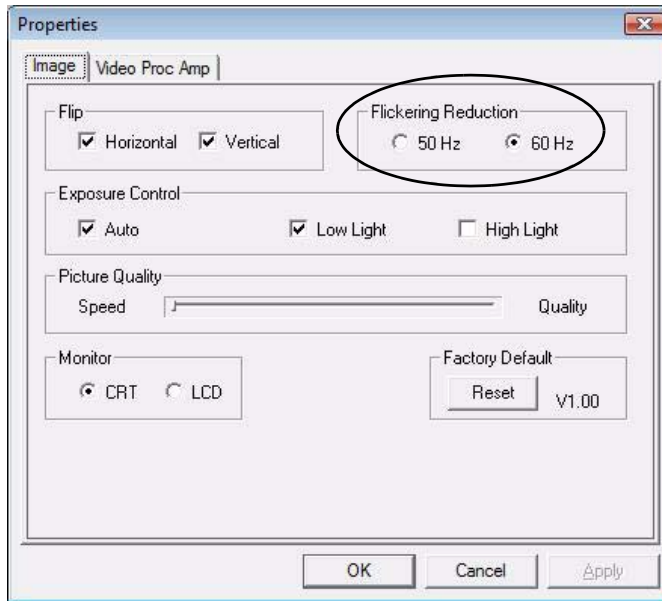 Properties
Image Video Proc Amp
Flip
Horizontal Vertical
Flickering Reduction
50 Hz 60 Hz
Exposure Control
Auto Low Light High Light
Picture Quality
Speed Quality
Monitor
CRT LCD
Factory Default
Reset V1.00
OK Cancel Apply